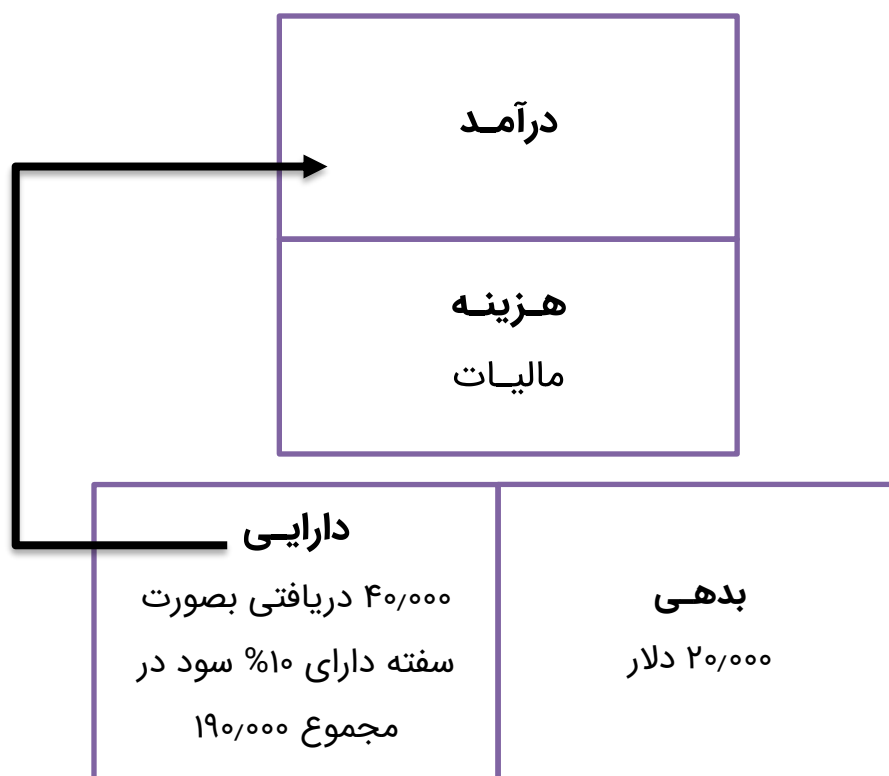 درآمـد
هـزینـه
مالیــات
دارایـی
۴۰٫۰۰۰ دریافتی بصورت
سفته دارای ۱۰% سود در
مجموع ۱۹۰٫۰۰۰
بدهـی
۲۰٫۰۰۰ دلار